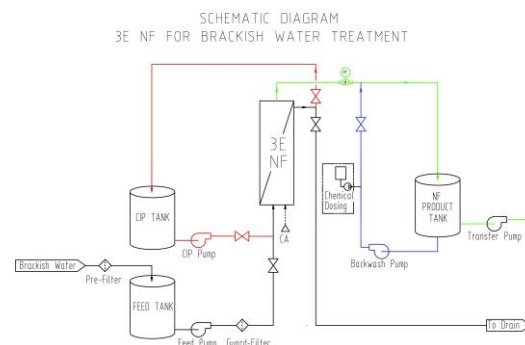 SCHEMATIC DIAGRAM
3E NF FOR BRACKISH WATER TREATMENT
3E
NF
CIP TANK
Chemical
Dosing
NF
PRODUCT
TANK
CA
Transfer Pump
CIP Pump
Backwash Pump
Brackish Water
Pre-Filter
FEED TANK
To Drain
Feed Pump
Guard-Filter